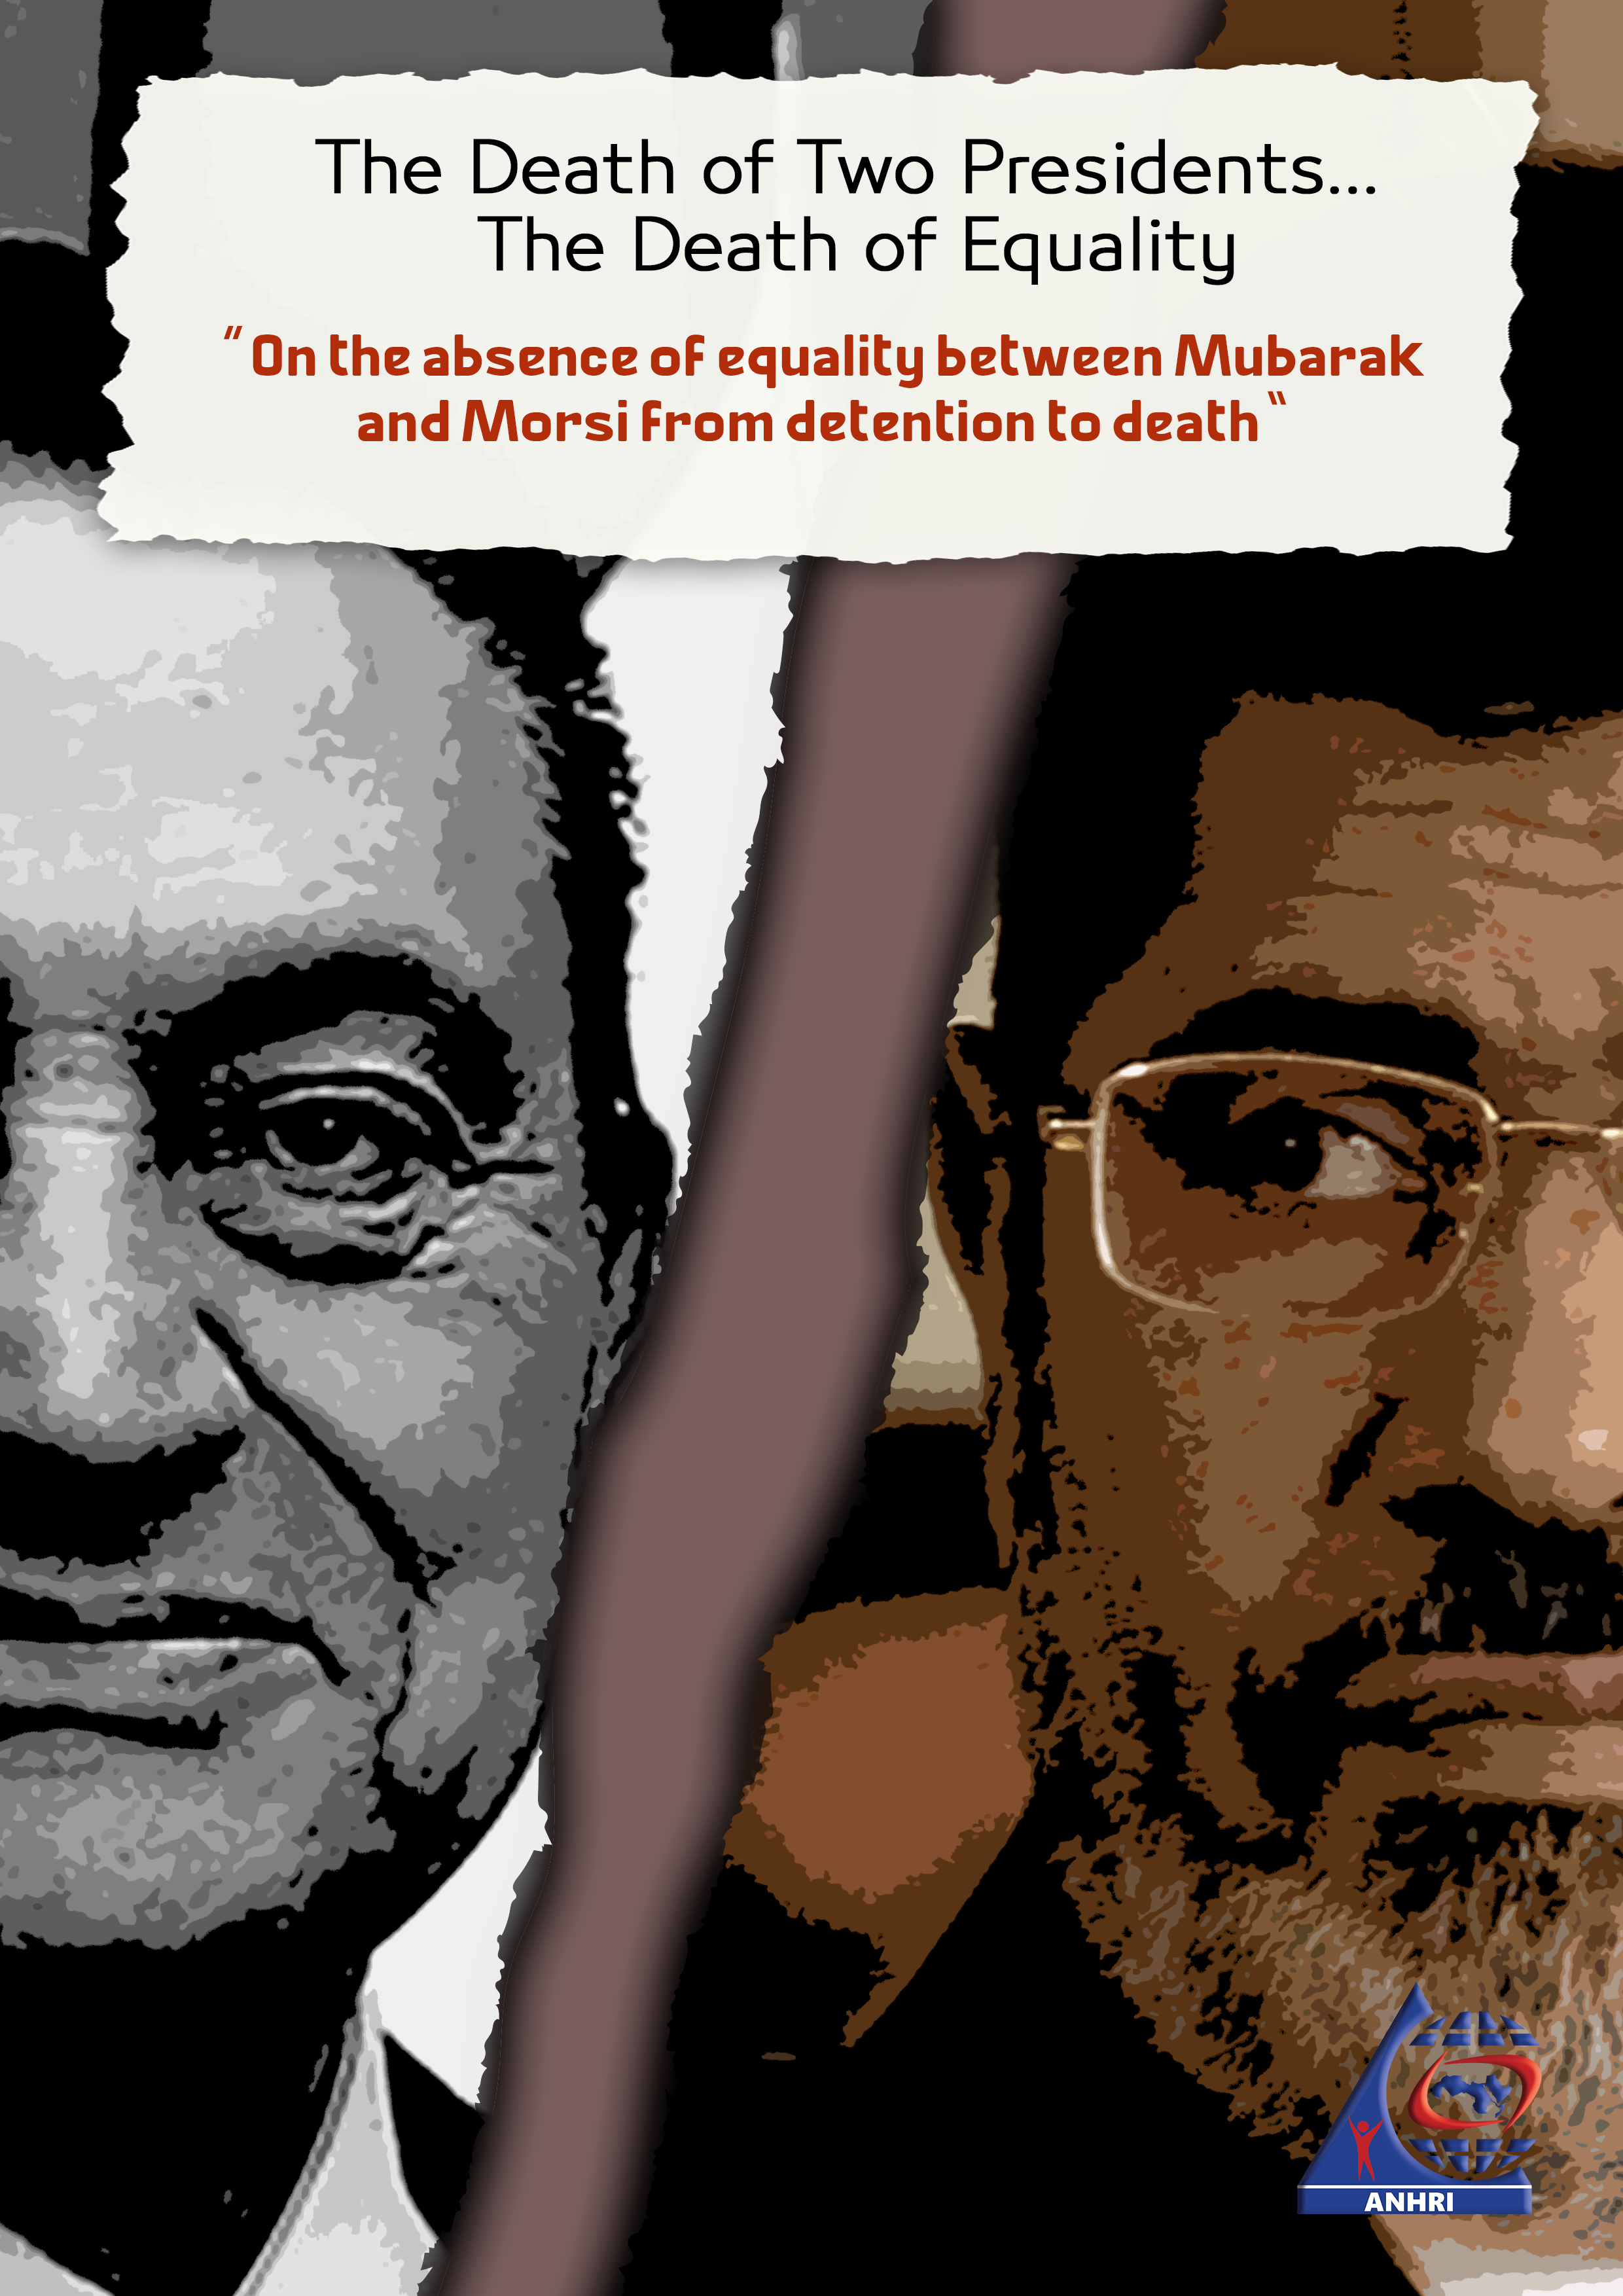 The Death of Two Presidents...
The Death of Equality
" On the absence of equality between Mubarak
and Morsi from detention to death "
ANHRI